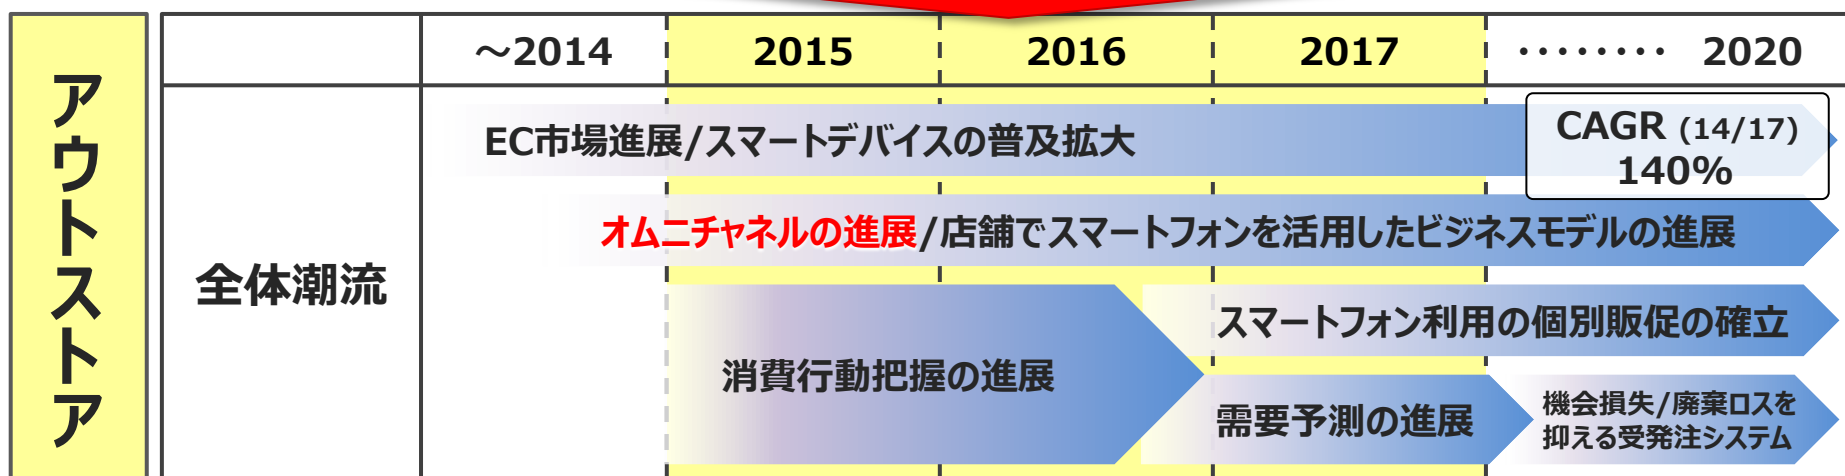 アウトストア
～2014
2015
2016
2017
‥‥‥‥ 2020
全体潮流
EC市場進展/スマートデバイスの普及拡大
CAGR (14/17)
140%
オムニチャネルの進展/店舗でスマートフォンを活用したビジネスモデルの進展
消費行動把握の進展
スマートフォン利用の個別販促の確立
需要予測の進展
機会損失/廃棄ロスを
抑える受発注システム